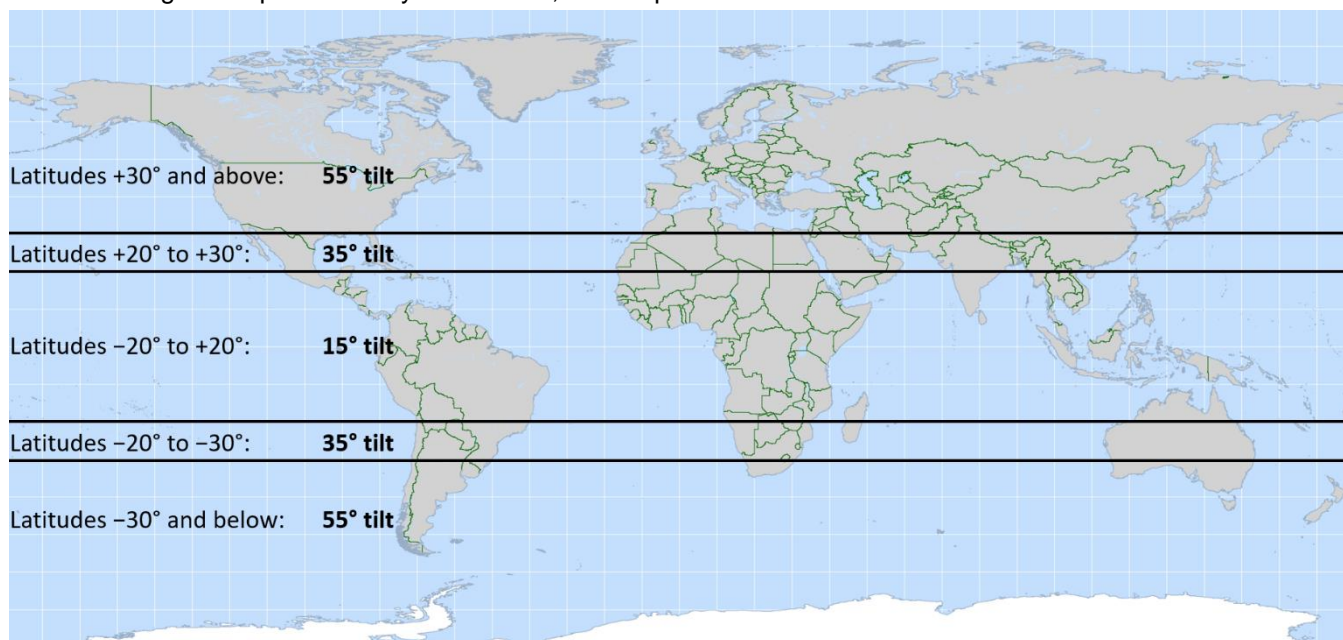 Latitudes +30° and above: 55° tilt
Latitudes +20° to +30°: 35° tilt
Latitudes −20° to +20°: 15° tilt
Latitudes −20° to −30°: 35° tilt
Latitudes −30° and below: 55° tilt